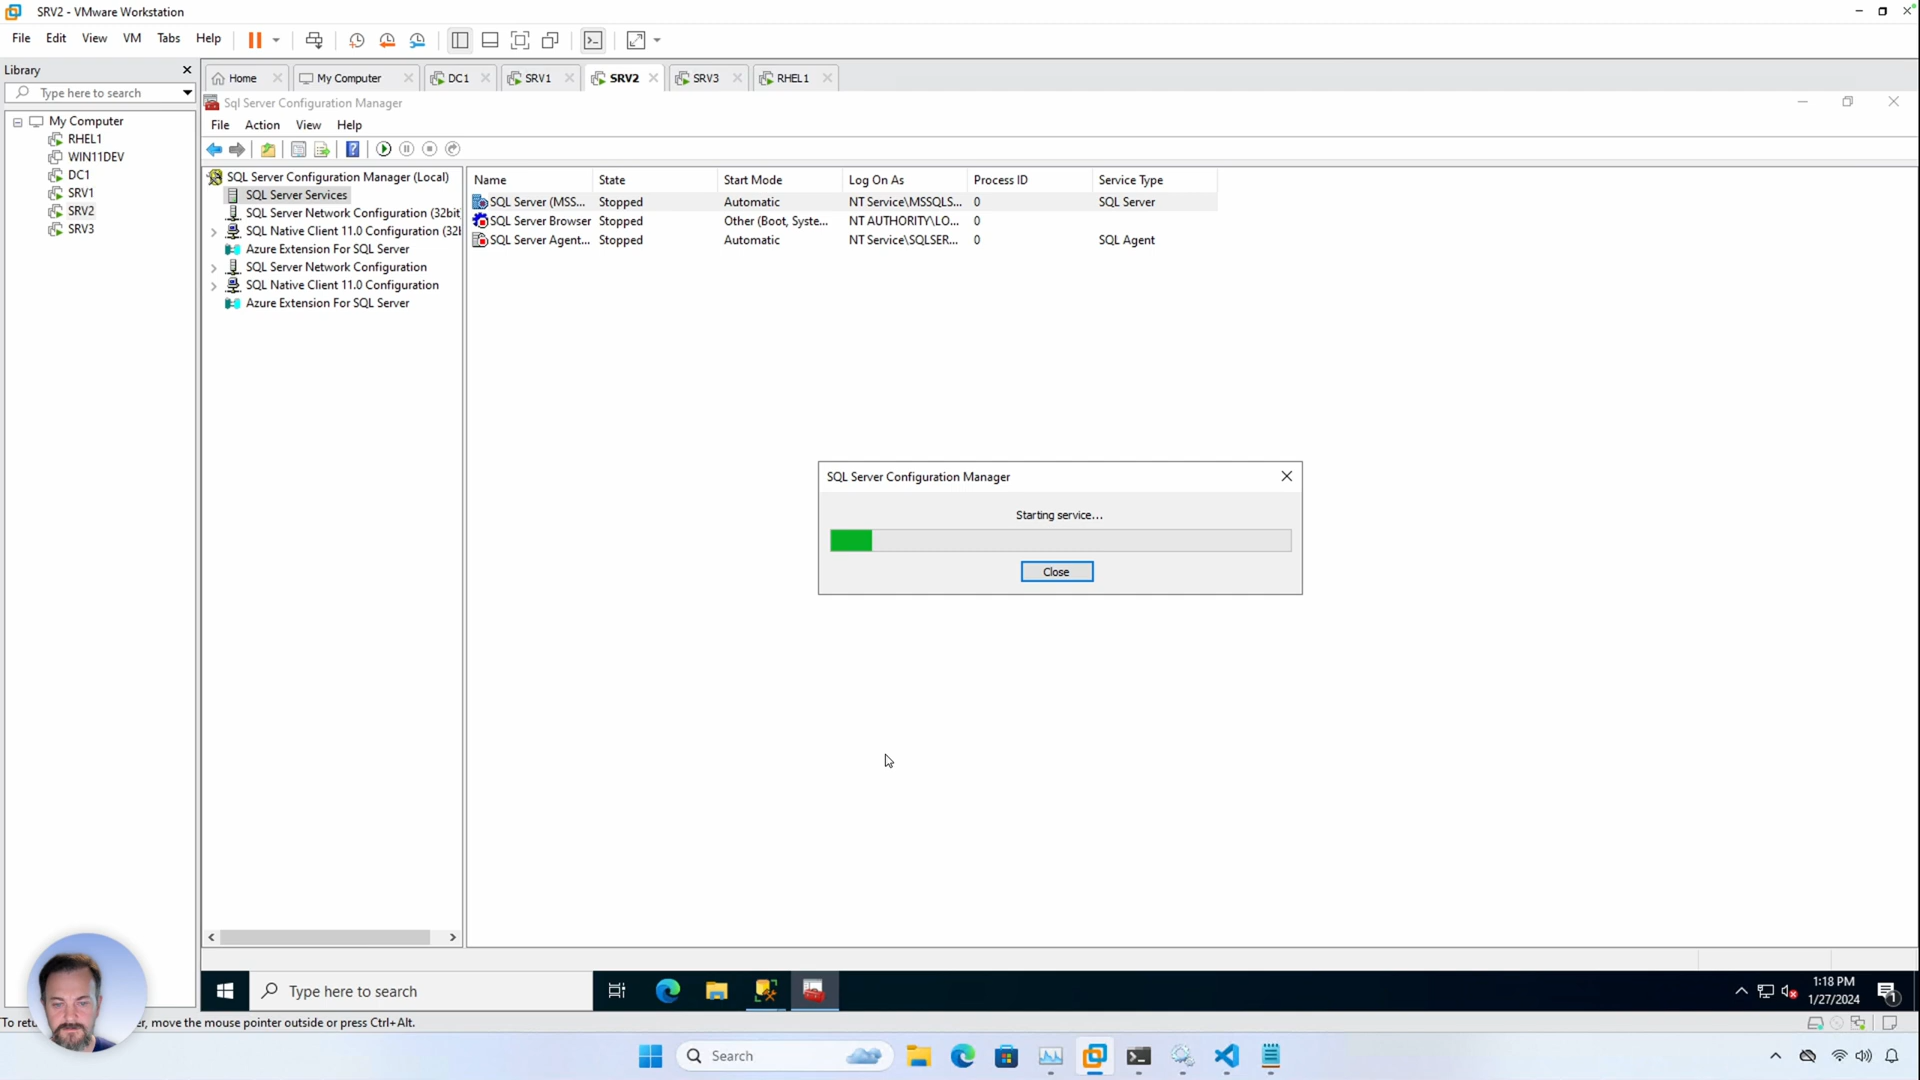 SRV2 - VMware Workstation
File Edit View VM Tabs Help
Library
Type here to search
My Computer
RHEL1
WIN11DEV
DC1
SRV1
SRV2
SRV3
Home
My Computer
DC1
SRV1
SRV2
SRV3
RHEL1
Sql Server Configuration Manager
File Action View Help
SQL Server Configuration Manager (Local)
SQL Server Services
SQL Server Network Configuration (32bit
SQL Native Client 11.0 Configuration (32l
Azure Extension For SQL Server
SQL Server Network Configuration
SQL Native Client 11.0 Configuration
Azure Extension For SQL Server
Name State Start Mode Log On As Process ID Service Type
SQL Server (MSS... Stopped Automatic NT Service\MSSQLS... 0 SQL Server
SQL Server Browser Stopped Other (Boot, Syste... NT AUTHORITY\LO... 0
SQL Server Agent... Stopped Automatic NT Service\SQLSER... 0 SQL Agent
SQL Server Configuration Manager
Starting service...
Close
Type here to search
1:18 PM
1/27/2024
1
To retu
, move the mouse pointer outside or press Ctrl+Alt.
Search